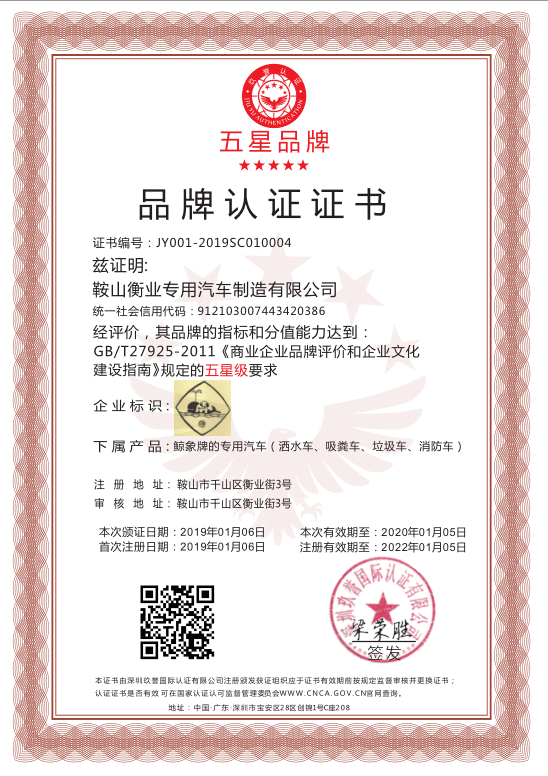 玖誉认证
JIU YU AUTHENTICATION
五星品牌
品牌认证证书
证书编号：JY001-2019SC010004
兹证明:
鞍山衡业专用汽车制造有限公司
统一社会信用代码：912103007443420386
经评价，其品牌的指标和分值能力达到：
GB/T27925-2011《商业企业品牌评价和企业文化
建设指南》规定的五星级要求
企业标识：
下属产品：鲸象牌的专用汽车（洒水车、吸粪车、垃圾车、消防车）
注 册 地 址： 鞍山市千山区衡业街3号
审 核 地 址： 鞍山市千山区衡业街3号
本次颁证日期：2019年01月06日 本次有效期至：2020年01月05日
首次注册日期：2019年01月06日 注册有效期至：2022年01月05日
深圳玖誉国际认证有限公司
梁荣胜
签发
本证书由深圳玖誉国际认证有限公司注册颁发获证组织应于证书有效期前按规定监督审核并更换证书；
认证证书是否有效可在国家认证认可监督管理委员会WWW.CNCA.GOV.CN官网查询。
地址：中国·广东·深圳市宝安区28区创锦1号C座208